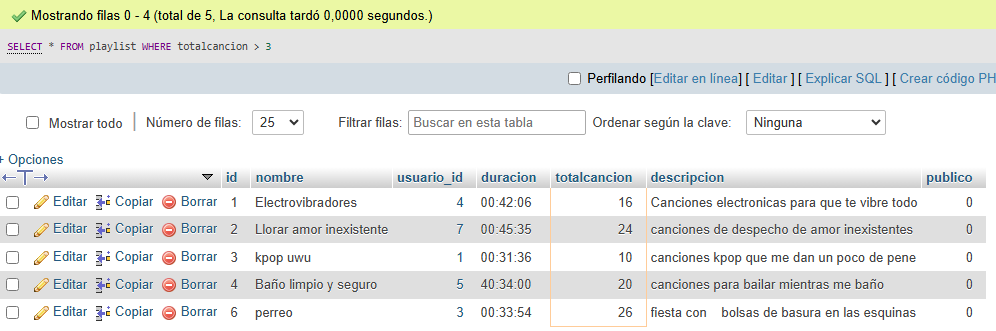 Mostrando filas 0 - 4 (total de 5, La consulta tardó 0,0000 segundos.)
SELECT * FROM playlist WHERE totalcancion > 3
Perfilando [Editar en línea] [ Editar ] [ Explicar SQL ] [ Crear código PH
Mostrar todo | Número de filas: 25 Filtrar filas: Buscar en esta tabla Ordenar según la clave: Ninguna
+ Opciones
←T→ id nombre usuario_id duracion totalcancion descripcion publico
Editar Copiar Borrar 1 Electrovibradores 4 00:42:06 16 Canciones electronicas para que te vibre todo 0
Editar Copiar Borrar 2 Llorar amor inexistente 7 00:45:35 24 canciones de despecho de amor inexistentes 0
Editar Copiar Borrar 3 kpop uwu 1 00:31:36 10 canciones kpop que me dan un poco de pene 0
Editar Copiar Borrar 4 Baño limpio y seguro 5 40:34:00 20 canciones para bailar mientras me baño 0
Editar Copiar Borrar 6 perreo 3 00:33:54 26 fiesta con bolsas de basura en las esquinas 0